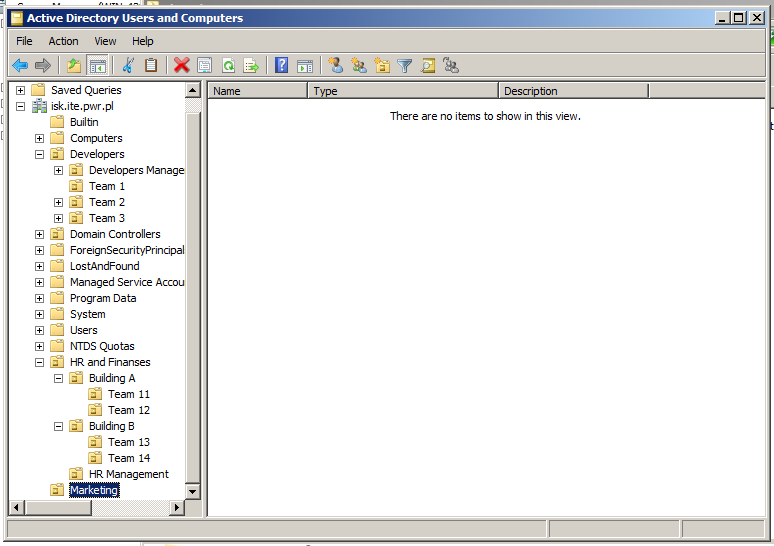 Active Directory Users and Computers
File Action View Help
Name Type Description
There are no items to show in this view.
Saved Queries
isk.ite.pwr.pl
Builtin
Computers
Developers
Developers Manage
Team 1
Team 2
Team 3
Domain Controllers
ForeignSecurityPrincipal
LostAndFound
Managed Service Accou
Program Data
System
Users
NTDS Quotas
HR and Finanses
Building A
Team 11
Team 12
Building B
Team 13
Team 14
HR Management
Marketing